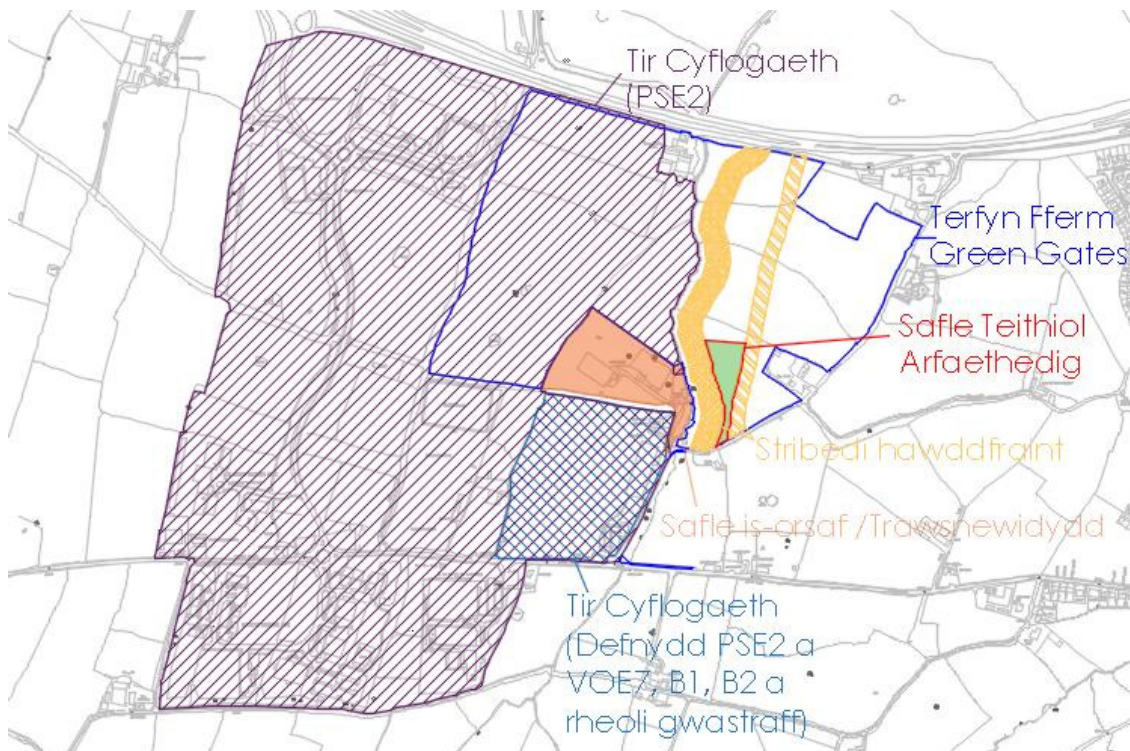 Tir Cyflogaeth
(PSE2)
Terfyn Fferm
Green Gates
Safle Teithiol
Arfaethedig
Stribedi hawddfraint
Safle is-orsaf /Trawsnewidydd
Tir Cyflogaeth
(Defnydd PSE2 a
VOE7, B1, B2 a
rheoli gwastraff)